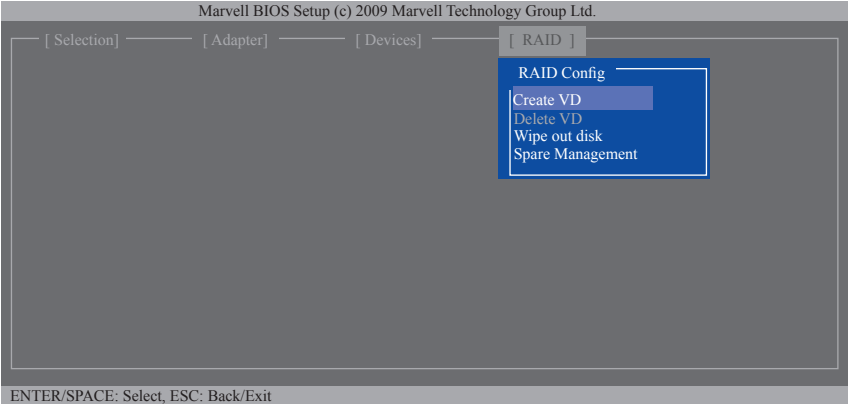 Marvell BIOS Setup (c) 2009 Marvell Technology Group Ltd.
[ Selection] [ Adapter] [ Devices] [ RAID ]
RAID Config
Create VD
Delete VD
Wipe out disk
Spare Management
ENTER/SPACE: Select, ESC: Back/Exit